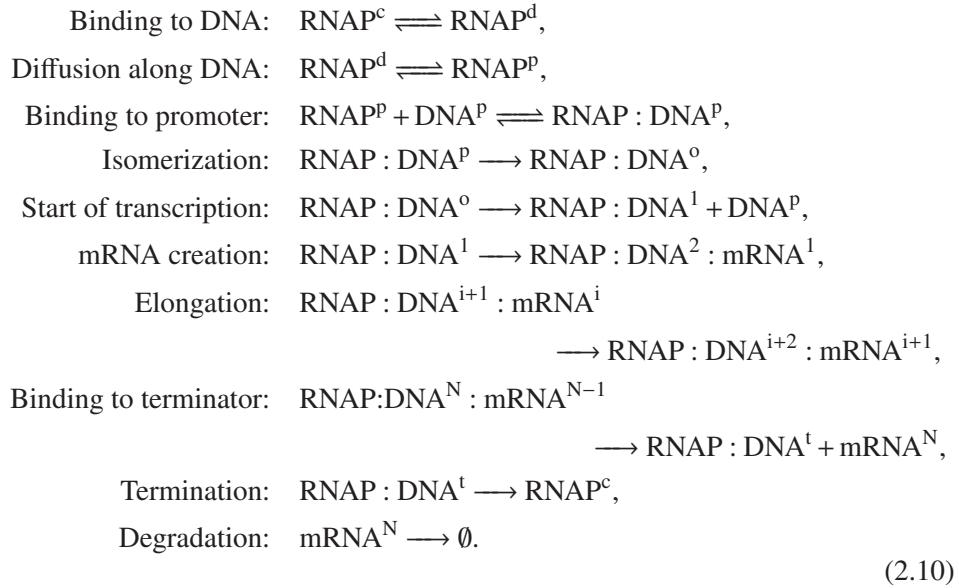 Binding to DNA: RNAP^c ⇌ RNAP^d,
Diffusion along DNA: RNAP^d ⇌ RNAP^p,
Binding to promoter: RNAP^p + DNA^p ⇌ RNAP : DNA^p,
Isomerization: RNAP : DNA^p ⟶ RNAP : DNA^o,
Start of transcription: RNAP : DNA^o ⟶ RNAP : DNA^1 + DNA^p,
mRNA creation: RNAP : DNA^1 ⟶ RNAP : DNA^2 : mRNA^1,
Elongation: RNAP : DNA^{i+1} : mRNA^i
⟶ RNAP : DNA^{i+2} : mRNA^{i+1},
Binding to terminator: RNAP:DNA^N : mRNA^{N−1}
⟶ RNAP : DNA^t + mRNA^N,
Termination: RNAP : DNA^t ⟶ RNAP^c,
Degradation: mRNA^N ⟶ ∅.
(2.10)